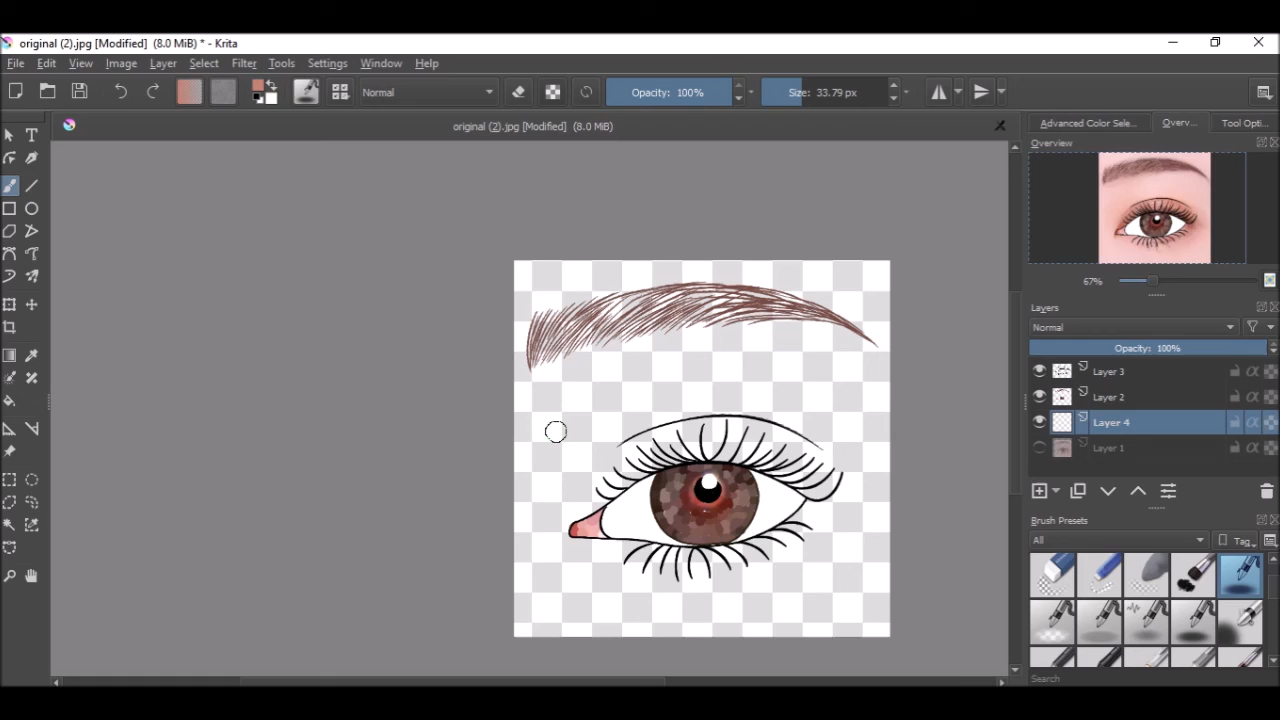 original (2).jpg [Modified] (8.0 MiB) * - Krita
File Edit View Image Layer Select Filter Tools Settings Window Help
Normal Opacity: 100% Size: 33.79 px
original (2).jpg [Modified] (8.0 MiB)
Advanced Color Sele... Overv... Tool Opti...
Overview
67%
Layers
Normal
Opacity: 100%
Layer 3
Layer 2
Layer 4
Layer 1
Brush Presets
All Tag
Search